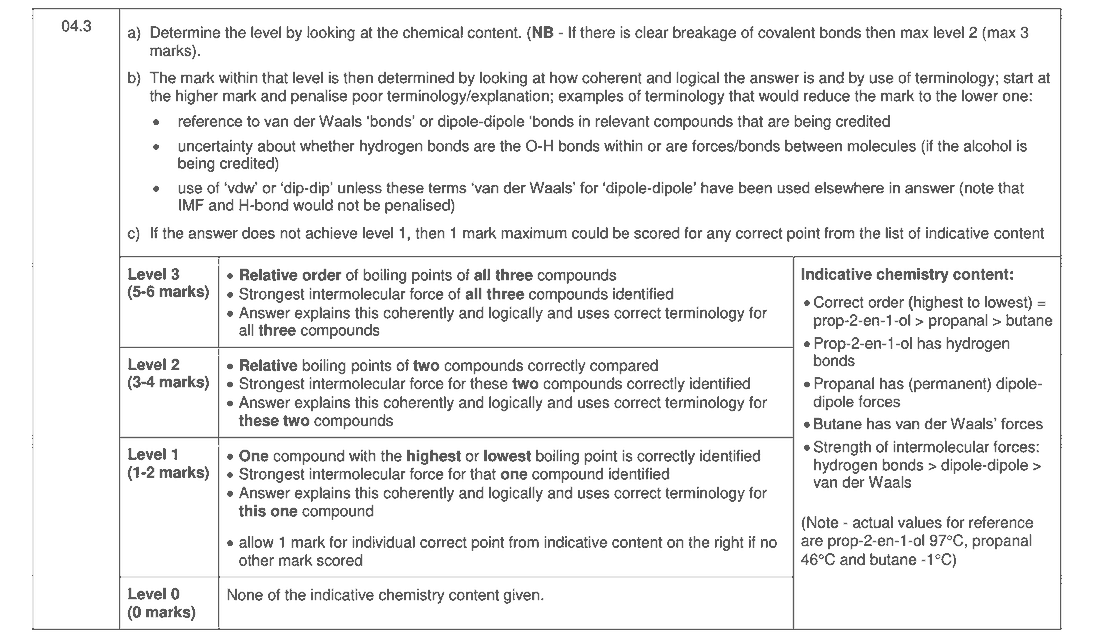 04.3
a) Determine the level by looking at the chemical content. (NB - If there is clear breakage of covalent bonds then max level 2 (max 3
marks).
b) The mark within that level is then determined by looking at how coherent and logical the answer is and by use of terminology; start at
the higher mark and penalise poor terminology/explanation; examples of terminology that would reduce the mark to the lower one:
• reference to van der Waals ‘bonds’ or dipole-dipole ‘bonds in relevant compounds that are being credited
• uncertainty about whether hydrogen bonds are the O-H bonds within or are forces/bonds between molecules (if the alcohol is
being credited)
• use of ‘vdw’ or ‘dip-dip’ unless these terms ‘van der Waals’ for ‘dipole-dipole’ have been used elsewhere in answer (note that
IMF and H-bond would not be penalised)
c) If the answer does not achieve level 1, then 1 mark maximum could be scored for any correct point from the list of indicative content
Level 3
(5-6 marks)
• Relative order of boiling points of all three compounds
• Strongest intermolecular force of all three compounds identified
• Answer explains this coherently and logically and uses correct terminology for
all three compounds
Level 2
(3-4 marks)
• Relative boiling points of two compounds correctly compared
• Strongest intermolecular force for these two compounds correctly identified
• Answer explains this coherently and logically and uses correct terminology for
these two compounds
Level 1
(1-2 marks)
• One compound with the highest or lowest boiling point is correctly identified
• Strongest intermolecular force for that one compound identified
• Answer explains this coherently and logically and uses correct terminology for
this one compound
• allow 1 mark for individual correct point from indicative content on the right if no
other mark scored
Level 0
(0 marks)
None of the indicative chemistry content given.
Indicative chemistry content:
• Correct order (highest to lowest) =
prop-2-en-1-ol > propanal > butane
• Prop-2-en-1-ol has hydrogen
bonds
• Propanal has (permanent) dipole-
dipole forces
• Butane has van der Waals’ forces
• Strength of intermolecular forces:
hydrogen bonds > dipole-dipole >
van der Waals
(Note - actual values for reference
are prop-2-en-1-ol 97°C, propanal
46°C and butane -1°C)